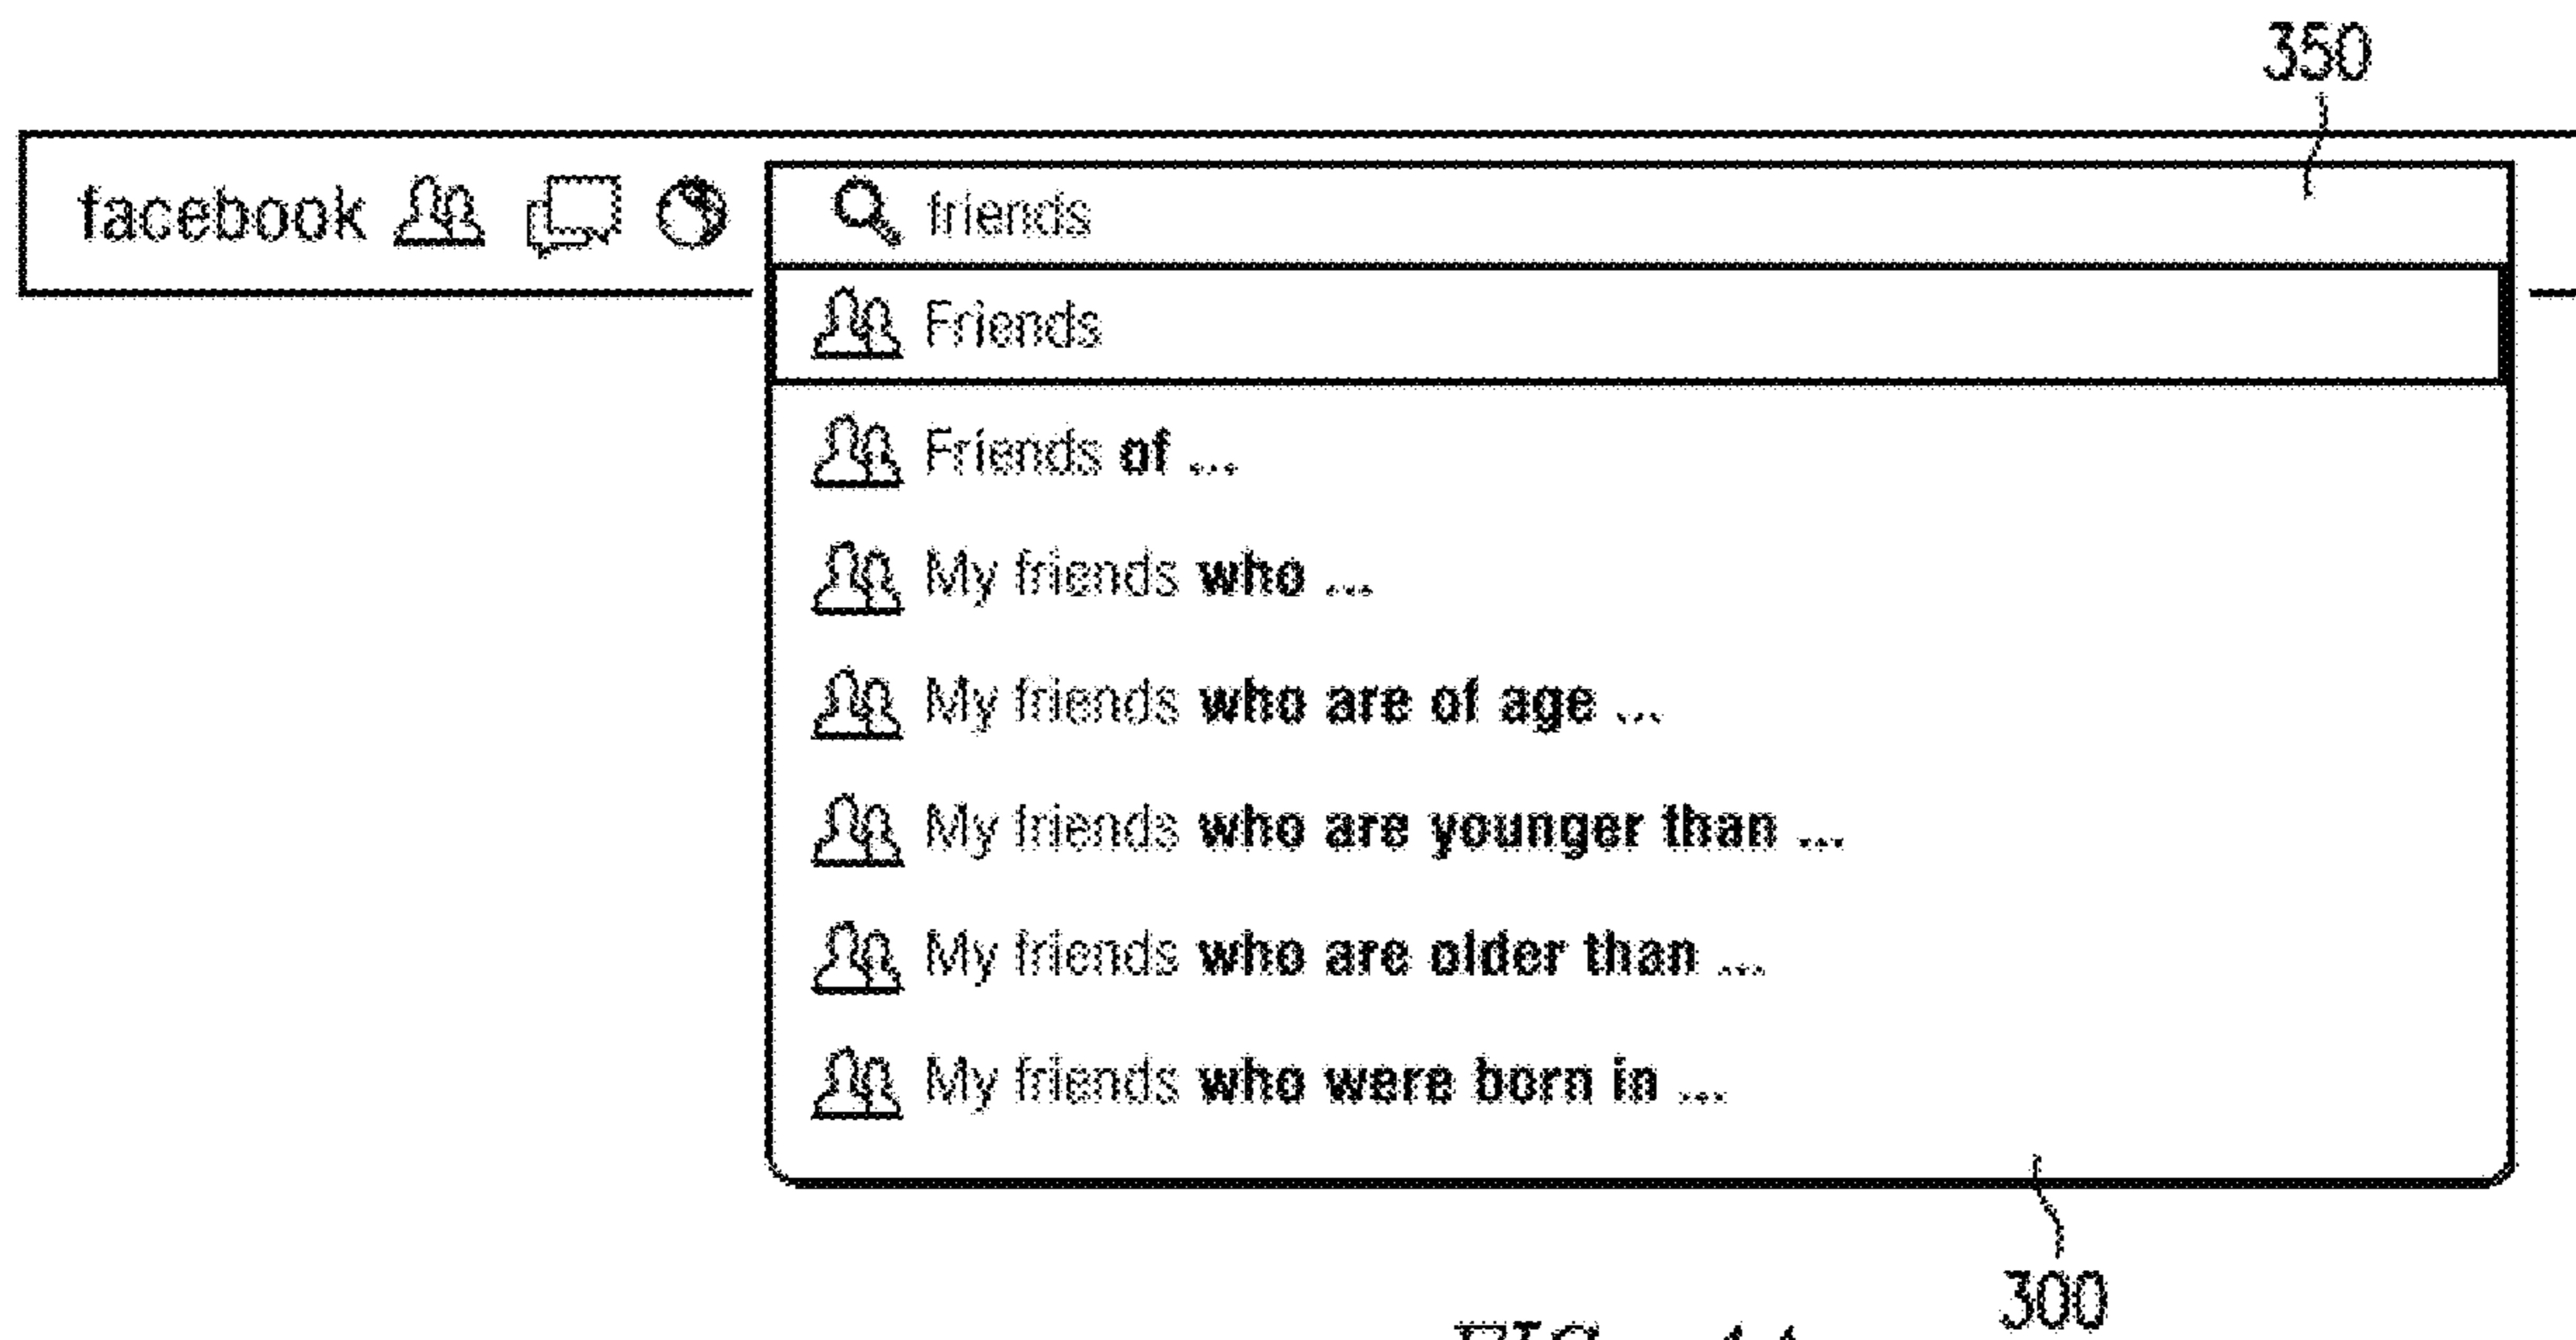 350
facebook friends
Friends
Friends of ...
My friends who ...
My friends who are of age ...
My friends who are younger than ...
My friends who are older than ...
My friends who were born in ...
300